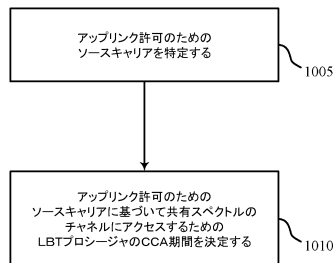 アップリンク許可のための
ソースキャリアを特定する
1005
アップリンク許可のための
ソースキャリアに基づいて共有スペクトルの
チャネルにアクセスするための
LBTプロシージャのCCA期間を決定する
1010